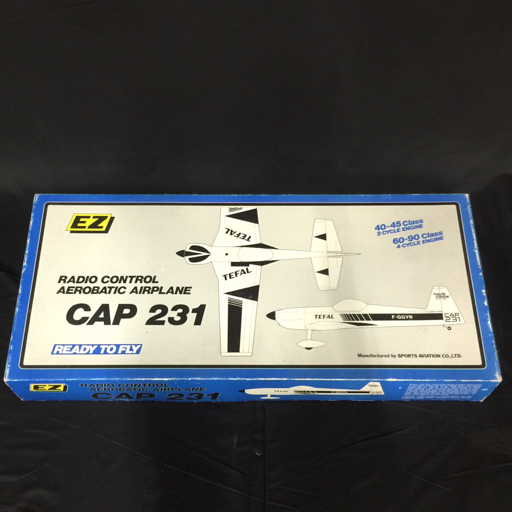 EZ
RADIO CONTROL
AEROBATIC AIRPLANE
CAP 231
READY TO FLY
TEFAL
TEFAL
TEFAL
F-GGYR
CAP
231
40-45 Class
2 CYCLE ENGINE
60-90 Class
4 CYCLE ENGINE
Manufactured by SPORTS AVIATION CO.,LTD.
EZ
RADIO CONTROL
AEROBATIC AIRPLANE
CAP 231